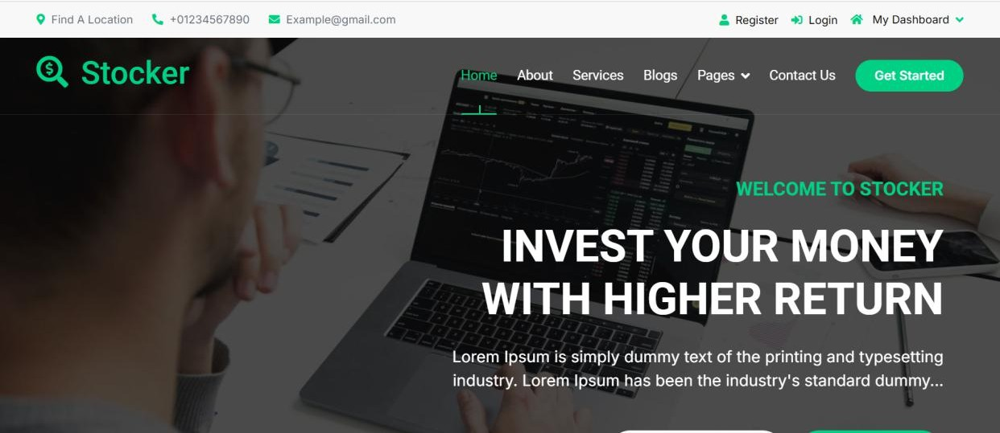 Find A Location +01234567890 Example@gmail.com Register Login My Dashboard
Stocker Home About Services Blogs Pages Contact Us Get Started
WELCOME TO STOCKER
INVEST YOUR MONEY
WITH HIGHER RETURN
Lorem Ipsum is simply dummy text of the printing and typesetting
industry. Lorem Ipsum has been the industry's standard dummy...